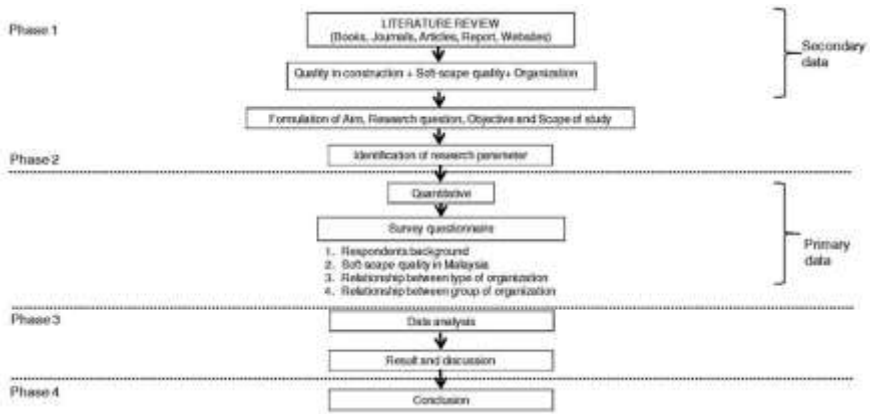 Phase 1
LITERATURE REVIEW
(Books, Journals, Articles, Report, Websites)
Secondary
data
Quality in construction + Soft-scape quality+ Organization
Formulation of Aim, Research question, Objective and Scope of study
Identification of research parameter
Phase 2
Quantitative
Survey questionnaire
1. Respondents background
2. Soft scape quality in Malaysia
3. Relationship between type of organization
4. Relationship between group of organization
Primary
data
Phase 3
Data analysis
Result and discussion
Phase 4
Conclusion